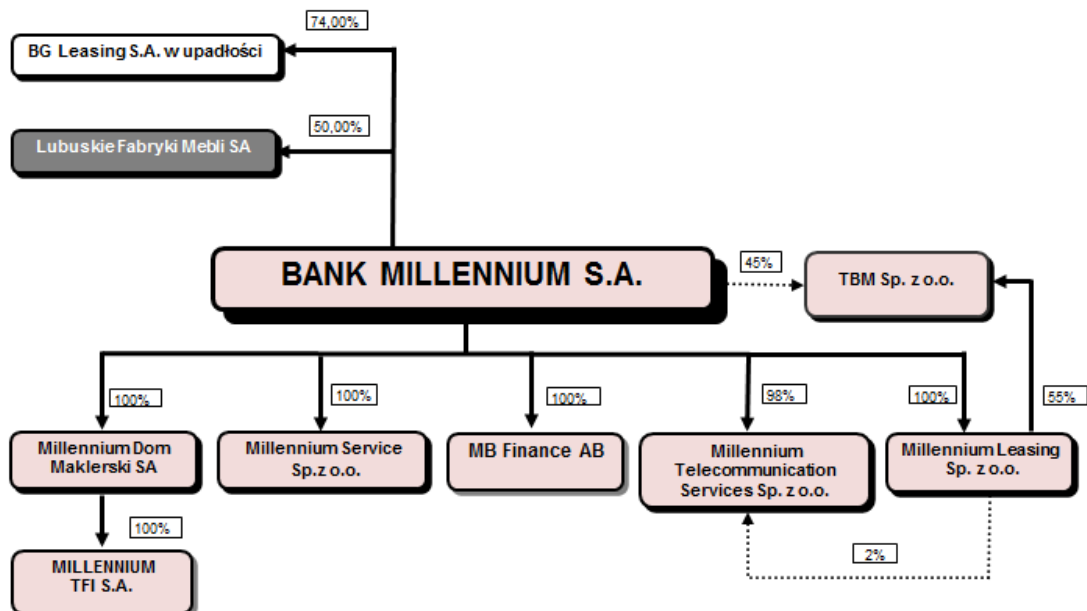 74,00%
BG Leasing S.A. w upadłości
50,00%
Lubuskie Fabryki Mebli SA
BANK MILLENNIUM S.A.
45%
TBM Sp. z o.o.
100%
100%
100%
98%
100%
55%
Millennium Dom
Maklerski SA
Millennium Service
Sp.z o.o.
MB Finance AB
Millennium
Telecommunication
Services Sp. z o.o.
Millennium Leasing
Sp. z o.o.
100%
2%
MILLENNIUM
TFI S.A.